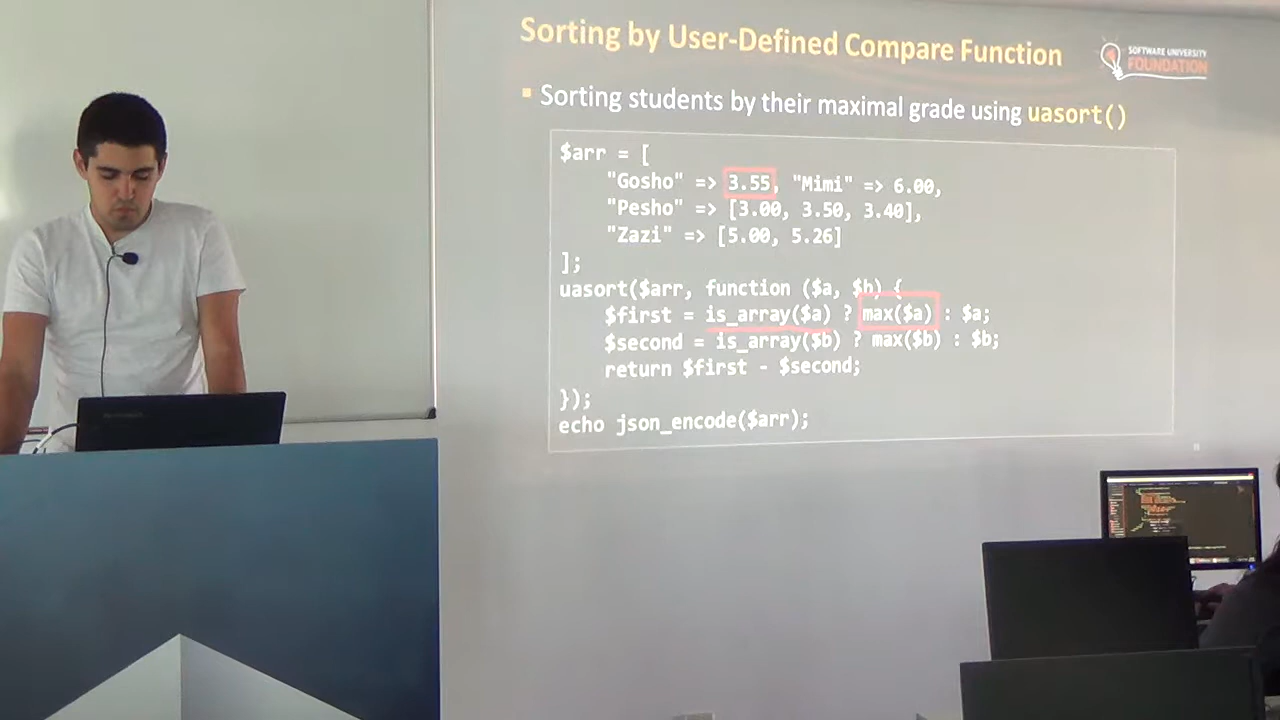 Sorting by User-Defined Compare Function
SOFTWARE UNIVERSITY
FOUNDATION
Sorting students by their maximal grade using uasort()
$arr = [
"Gosho" => 3.55, "Mimi" => 6.00,
"Pesho" => [3.00, 3.50, 3.40],
"Zazi" => [5.00, 5.26]
];
uasort($arr, function ($a, $b) {
$first = is_array($a) ? max($a) : $a;
$second = is_array($b) ? max($b) : $b;
return $first - $second;
});
echo json_encode($arr);